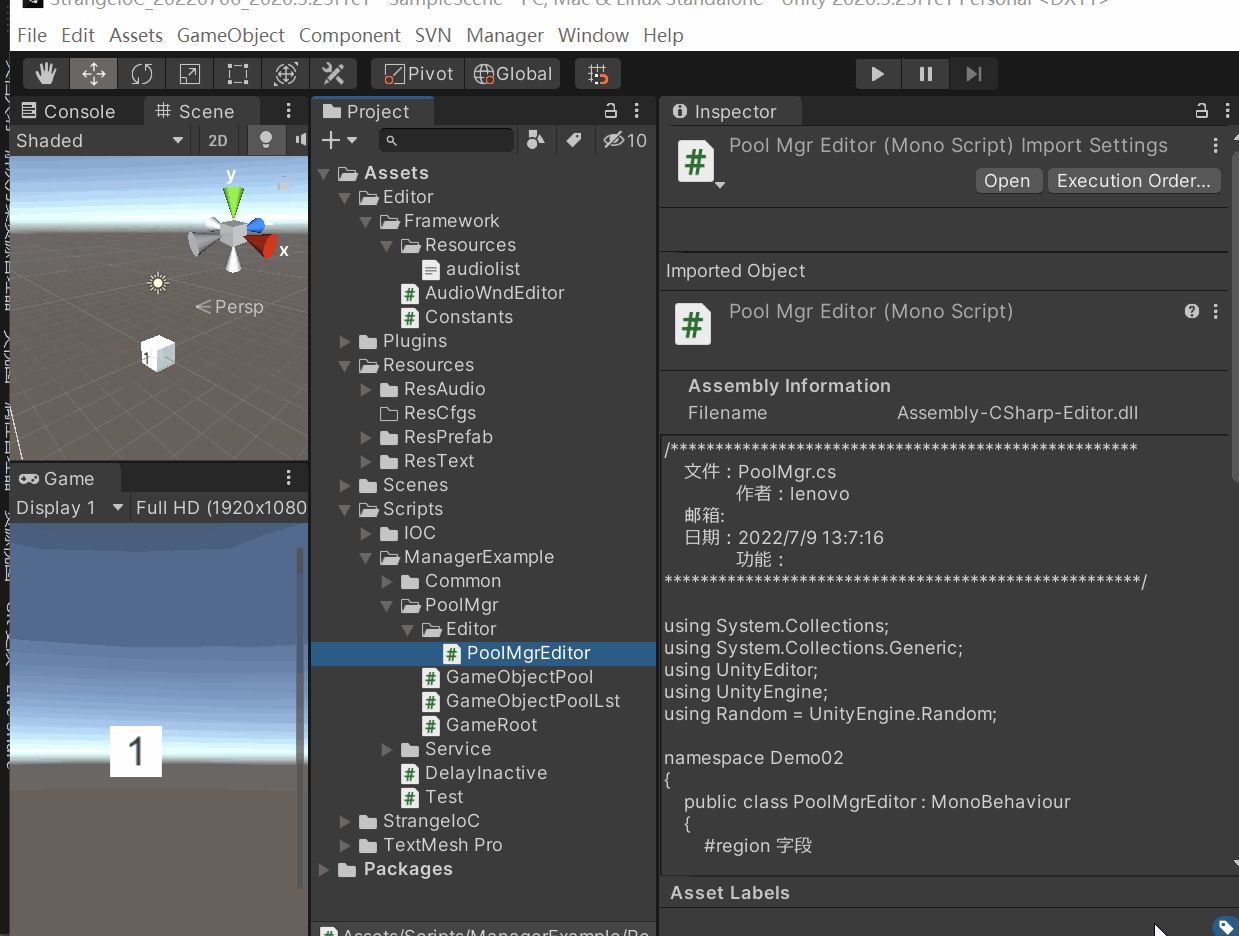 File Edit Assets GameObject Component SVN Manager Window Help
Pivot Global
Console Scene
Shaded 2D
y
x
Persp
1
Game
Display 1 Full HD (1920x1080
1
Project
10
Assets
Editor
Framework
Resources
audiolist
AudioWndEditor
Constants
Plugins
Resources
ResAudio
ResCfgs
ResPrefab
ResText
Scenes
Scripts
IOC
ManagerExample
Common
PoolMgr
Editor
PoolMgrEditor
GameObjectPool
GameObjectPoolLst
GameRoot
Service
DelayInactive
Test
StrangeIoC
TextMesh Pro
Packages
Inspector
Pool Mgr Editor (Mono Script) Import Settings
Open Execution Order...
Imported Object
Pool Mgr Editor (Mono Script)
Assembly Information
Filename Assembly-CSharp-Editor.dll
/****************************************************
文件：PoolMgr.cs
作者：lenovo
邮箱:
日期：2022/7/9 13:7:16
功能：
*****************************************************/
using System.Collections;
using System.Collections.Generic;
using UnityEditor;
using UnityEngine;
using Random = UnityEngine.Random;
namespace Demo02
{
public class PoolMgrEditor : MonoBehaviour
{
#region 字段
Asset Labels